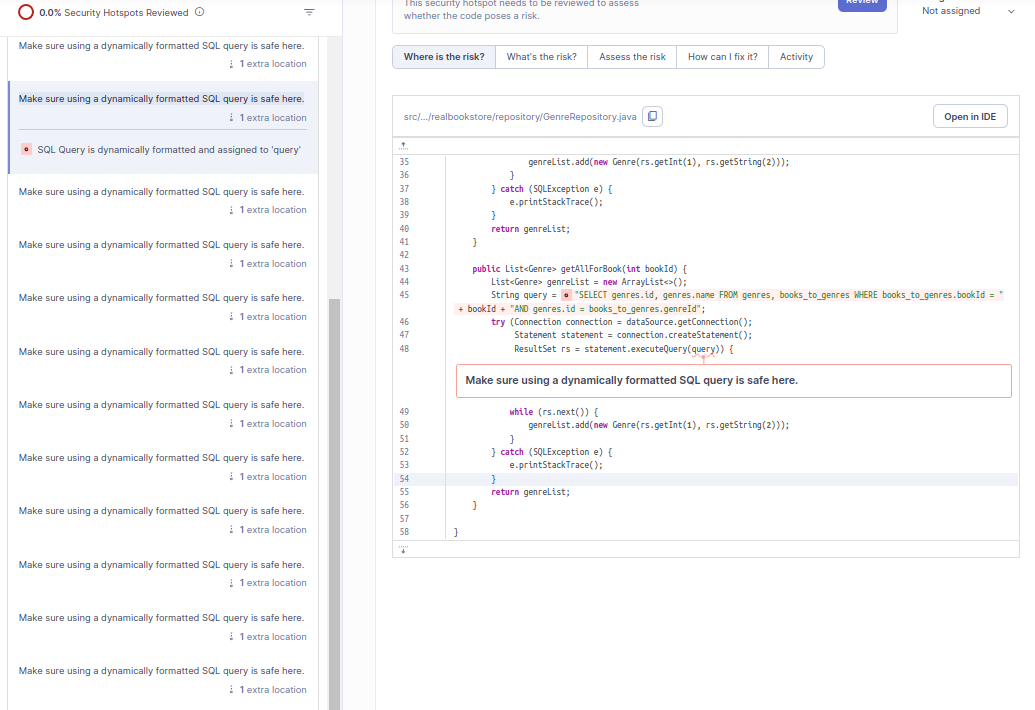 0.0% Security Hotspots Reviewed
Make sure using a dynamically formatted SQL query is safe here.
1 extra location
Make sure using a dynamically formatted SQL query is safe here.
1 extra location
SQL Query is dynamically formatted and assigned to 'query'
Make sure using a dynamically formatted SQL query is safe here.
1 extra location
Make sure using a dynamically formatted SQL query is safe here.
1 extra location
Make sure using a dynamically formatted SQL query is safe here.
1 extra location
Make sure using a dynamically formatted SQL query is safe here.
1 extra location
Make sure using a dynamically formatted SQL query is safe here.
1 extra location
Make sure using a dynamically formatted SQL query is safe here.
1 extra location
Make sure using a dynamically formatted SQL query is safe here.
1 extra location
Make sure using a dynamically formatted SQL query is safe here.
1 extra location
Make sure using a dynamically formatted SQL query is safe here.
1 extra location
Make sure using a dynamically formatted SQL query is safe here.
1 extra location
This security hotspot needs to be reviewed to assess
whether the code poses a risk.
Review
Not assigned
Where is the risk? What's the risk? Assess the risk How can I fix it? Activity
src/.../realbookstore/repository/GenreRepository.java
Open in IDE
35 genreList.add(new Genre(rs.getInt(1), rs.getString(2)));
36 }
37 } catch (SQLException e) {
38 e.printStackTrace();
39 }
40 return genreList;
41 }
42
43 public List<Genre> getAllForBook(int bookId) {
44 List<Genre> genreList = new ArrayList<>();
45 String query = "SELECT genres.id, genres.name FROM genres, books_to_genres WHERE books_to_genres.bookId = "
+ bookId + "AND genres.id = books_to_genres.genreId";
46 try (Connection connection = dataSource.getConnection();
47 Statement statement = connection.createStatement();
48 ResultSet rs = statement.executeQuery(query)) {
Make sure using a dynamically formatted SQL query is safe here.
49 while (rs.next()) {
50 genreList.add(new Genre(rs.getInt(1), rs.getString(2)));
51 }
52 } catch (SQLException e) {
53 e.printStackTrace();
54 }
55 return genreList;
56 }
57
58 }